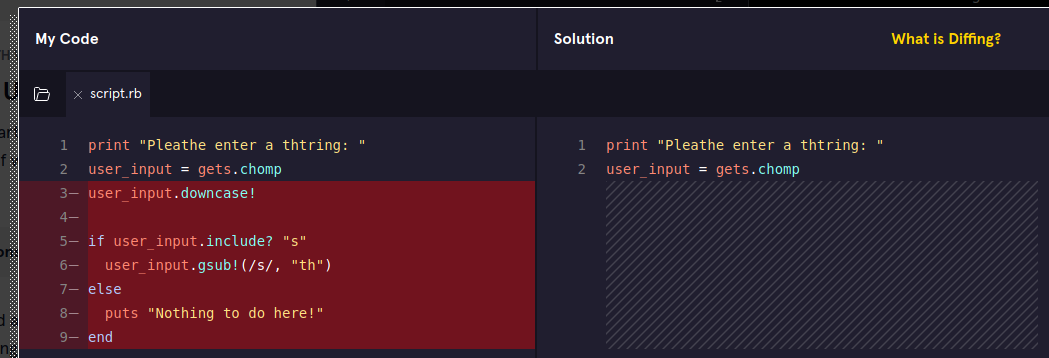 My Code
Solution
What is Diffing?
script.rb
1 print "Pleathe enter a thtring: "
2 user_input = gets.chomp
3– user_input.downcase!
4–
5– if user_input.include? "s"
6– user_input.gsub!(/s/, "th")
7– else
8– puts "Nothing to do here!"
9– end
1 print "Pleathe enter a thtring: "
2 user_input = gets.chomp